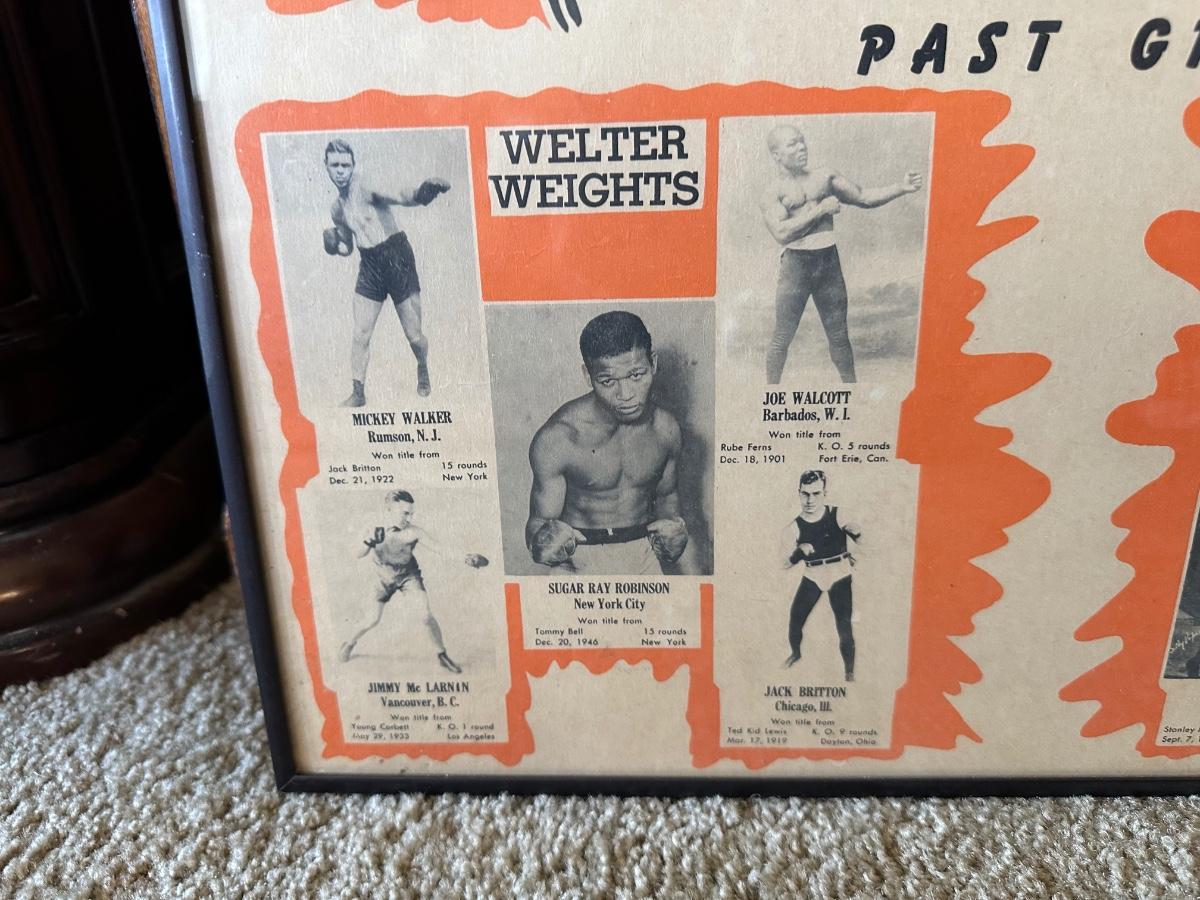 PAST
WELTER
WEIGHTS
MICKEY WALKER
Rumson, N. J.
Won title from
Jack Britton 15 rounds
Dec. 21, 1922 New York
JOE WALCOTT
Barbados, W. I.
Won title from
Rube Ferns K. O. 5 rounds
Dec. 18, 1901 Fort Erie, Can.
SUGAR RAY ROBINSON
New York City
Won title from
Tommy Bell 15 rounds
Dec. 20, 1946 New York
JIMMY Mc LARNIN
Vancouver, B. C.
Won title from
Young Corbett K. O. 1 round
May 29, 1933 Los Angeles
JACK BRITTON
Chicago, Ill.
Won title from
Ted Kid Lewis K. O. 9 rounds
Mar. 17, 1919 Dayton, Ohio
Stanley
Sept. 7,